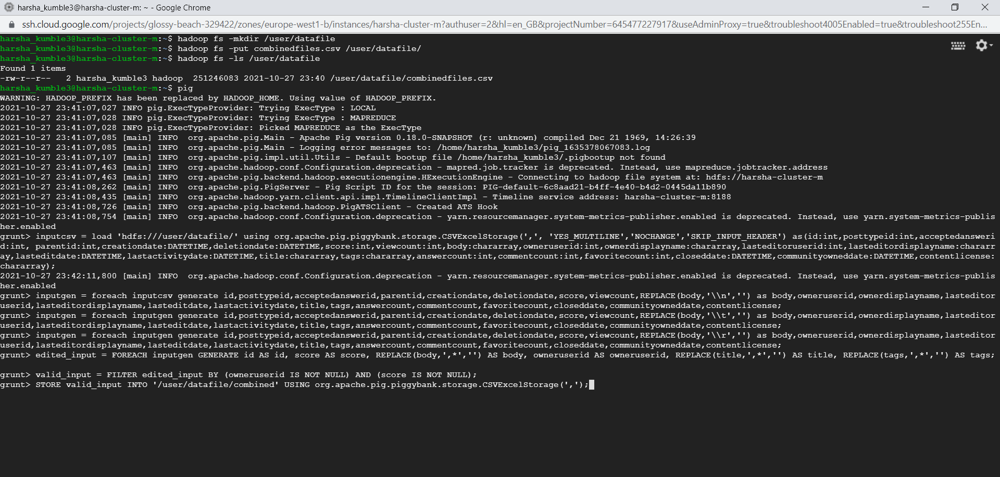 harsha_kumble3@harsha-cluster-m: ~ - Google Chrome
ssh.cloud.google.com/projects/glossy-beach-329422/zones/europe-west1-b/instances/harsha-cluster-m?authuser=2&hl=en_GB&projectNumber=645477227917&useAdminProxy=true&troubleshoot4005Enabled=true&troubleshoot255En...
harsha_kumble3@harsha-cluster-m:~$ hadoop fs -mkdir /user/datafile
harsha_kumble3@harsha-cluster-m:~$ hadoop fs -put combinedfiles.csv /user/datafile/
harsha_kumble3@harsha-cluster-m:~$ hadoop fs -ls /user/datafile
Found 1 items
-rw-r--r--   2 harsha_kumble3 hadoop  251246083 2021-10-27 23:40 /user/datafile/combinedfiles.csv
harsha_kumble3@harsha-cluster-m:~$ pig
WARNING: HADOOP_PREFIX has been replaced by HADOOP_HOME. Using value of HADOOP_PREFIX.
2021-10-27 23:41:07,027 INFO pig.ExecTypeProvider: Trying ExecType : LOCAL
2021-10-27 23:41:07,028 INFO pig.ExecTypeProvider: Trying ExecType : MAPREDUCE
2021-10-27 23:41:07,028 INFO pig.ExecTypeProvider: Picked MAPREDUCE as the ExecType
2021-10-27 23:41:07,085 [main] INFO  org.apache.pig.Main - Apache Pig version 0.18.0-SNAPSHOT (r: unknown) compiled Dec 21 1969, 14:26:39
2021-10-27 23:41:07,085 [main] INFO  org.apache.pig.Main - Logging error messages to: /home/harsha_kumble3/pig_1635378067083.log
2021-10-27 23:41:07,107 [main] INFO  org.apache.pig.impl.util.Utils - Default bootup file /home/harsha_kumble3/.pigbootup not found
2021-10-27 23:41:07,463 [main] INFO  org.apache.hadoop.conf.Configuration.deprecation - mapred.job.tracker is deprecated. Instead, use mapreduce.jobtracker.address
2021-10-27 23:41:07,463 [main] INFO  org.apache.pig.backend.hadoop.executionengine.HExecutionEngine - Connecting to hadoop file system at: hdfs://harsha-cluster-m
2021-10-27 23:41:08,262 [main] INFO  org.apache.pig.PigServer - Pig Script ID for the session: PIG-default-6c8aad21-b4ff-4e40-b4d2-0445da11b890
2021-10-27 23:41:08,435 [main] INFO  org.apache.hadoop.yarn.client.api.impl.TimelineClientImpl - Timeline service address: harsha-cluster-m:8188
2021-10-27 23:41:08,726 [main] INFO  org.apache.pig.backend.hadoop.PigATSClient - Created ATS Hook
2021-10-27 23:41:08,754 [main] INFO  org.apache.hadoop.conf.Configuration.deprecation - yarn.resourcemanager.system-metrics-publisher.enabled is deprecated. Instead, use yarn.system-metrics-publis
her.enabled
grunt> inputcsv = load 'hdfs:///user/datafile/' using org.apache.pig.piggybank.storage.CSVExcelStorage(',', 'YES_MULTILINE','NOCHANGE','SKIP_INPUT_HEADER') as(id:int,posttypeid:int,acceptedansweri
d:int, parentid:int,creationdate:DATETIME,deletiondate:DATETIME,score:int,viewcount:int,body:chararray,owneruserid:int,ownerdisplayname:chararray,lasteditoruserid:int,lasteditordisplayname:chararr
ay,lasteditdate:DATETIME,lastactivitydate:DATETIME,title:chararray,tags:chararray,answercount:int,commentcount:int,favoritecount:int,closeddate:DATETIME,communityowneddate:DATETIME,contentlicense:
chararray);
2021-10-27 23:42:11,800 [main] INFO  org.apache.hadoop.conf.Configuration.deprecation - yarn.resourcemanager.system-metrics-publisher.enabled is deprecated. Instead, use yarn.system-metrics-publis
her.enabled
grunt> inputgen = foreach inputcsv generate id,posttypeid,acceptedanswerid,parentid,creationdate,deletiondate,score,viewcount,REPLACE(body,'\\n','') as body,owneruserid,ownerdisplayname,lasteditor
userid,lasteditordisplayname,lasteditdate,lastactivitydate,title,tags,answercount,commentcount,favoritecount,closeddate,communityowneddate,contentlicense;
grunt> inputgen = foreach inputgen generate id,posttypeid,acceptedanswerid,parentid,creationdate,deletiondate,score,viewcount,REPLACE(body,'\\t','') as body,owneruserid,ownerdisplayname,lasteditor
userid,lasteditordisplayname,lasteditdate,lastactivitydate,title,tags,answercount,commentcount,favoritecount,closeddate,communityowneddate,contentlicense;
grunt> inputgen = foreach inputgen generate id,posttypeid,acceptedanswerid,parentid,creationdate,deletiondate,score,viewcount,REPLACE(body,'\\r','') as body,owneruserid,ownerdisplayname,lasteditor
userid,lasteditordisplayname,lasteditdate,lastactivitydate,title,tags,answercount,commentcount,favoritecount,closeddate,communityowneddate,contentlicense;
grunt> edited_input = FOREACH inputgen GENERATE id AS id, score AS score, REPLACE(body,',*','') AS body, owneruserid AS owneruserid, REPLACE(title,',*','') AS title, REPLACE(tags,',*','') AS tags;
grunt> valid_input = FILTER edited_input BY (owneruserid IS NOT NULL) AND (score IS NOT NULL);
grunt> STORE valid_input INTO '/user/datafile/combined' USING org.apache.pig.piggybank.storage.CSVExcelStorage(',');